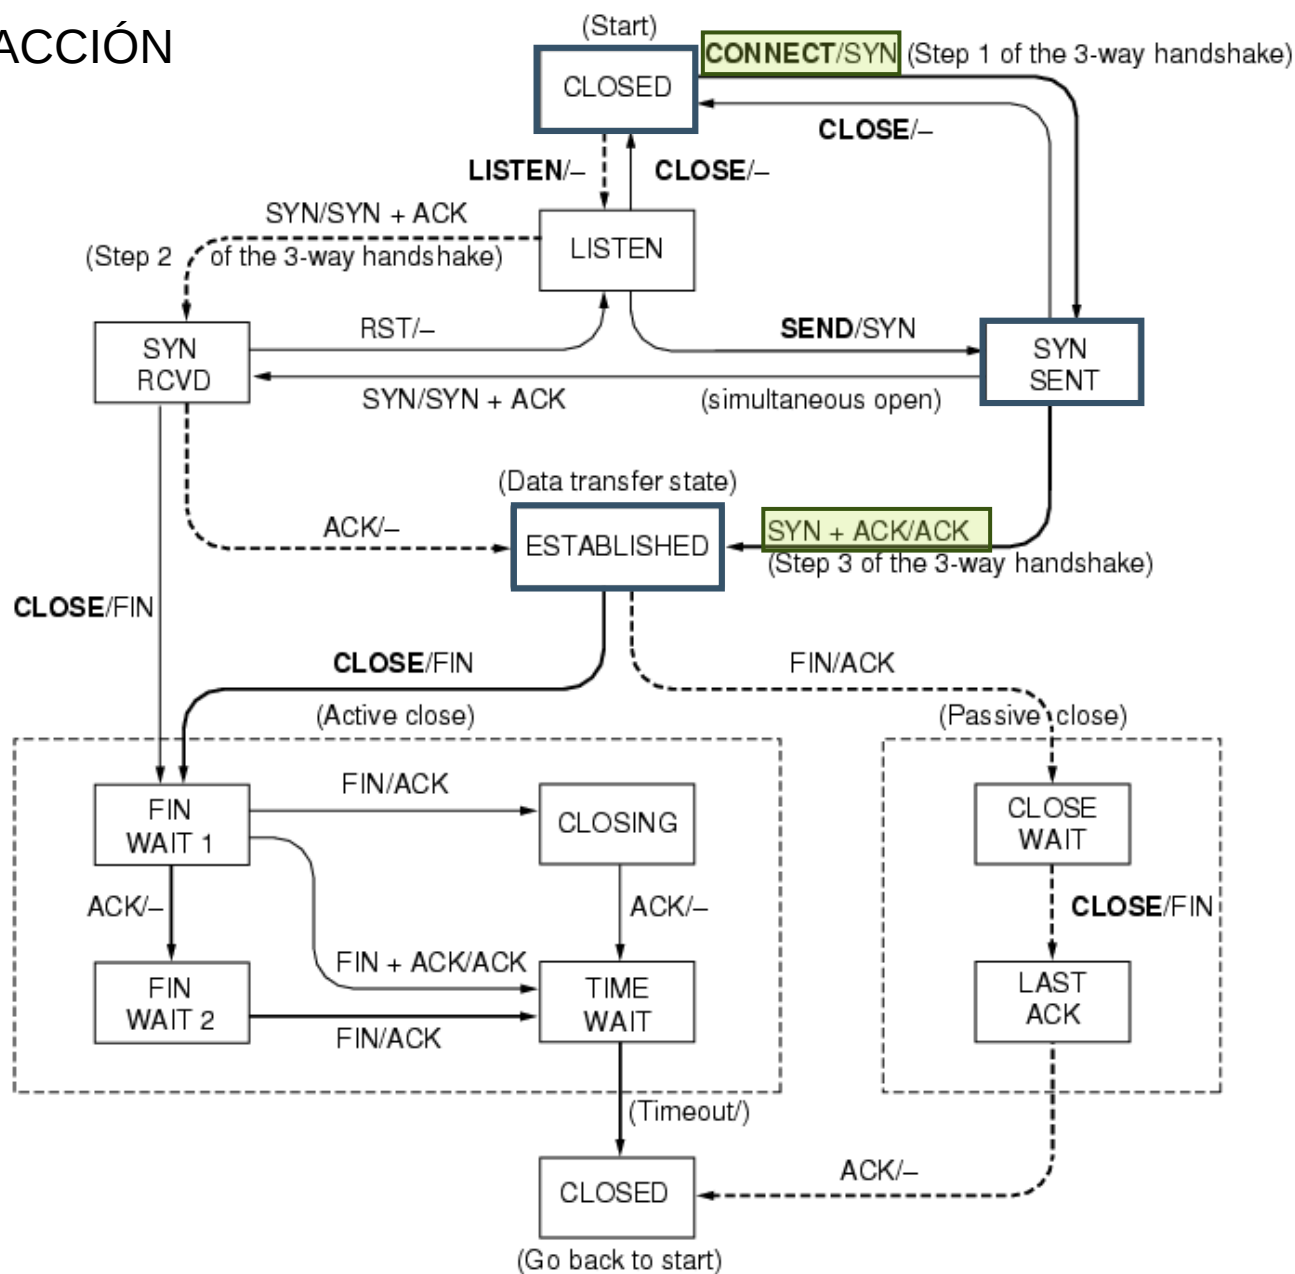 ACCIÓN
(Start)
CONNECT/SYN (Step 1 of the 3-way handshake)
CLOSED
CLOSE/–
LISTEN/– CLOSE/–
SYN/SYN + ACK
(Step 2 of the 3-way handshake)
LISTEN
RST/–
SEND/SYN
SYN
RCVD
SYN
SENT
SYN/SYN + ACK
(simultaneous open)
(Data transfer state)
ACK/–
ESTABLISHED
SYN + ACK/ACK
(Step 3 of the 3-way handshake)
CLOSE/FIN
CLOSE/FIN
FIN/ACK
(Active close)
(Passive close)
FIN
WAIT 1
FIN/ACK
CLOSING
CLOSE
WAIT
ACK/–
ACK/–
CLOSE/FIN
FIN + ACK/ACK
FIN
WAIT 2
FIN/ACK
TIME
WAIT
LAST
ACK
(Timeout/)
CLOSED
ACK/–
(Go back to start)